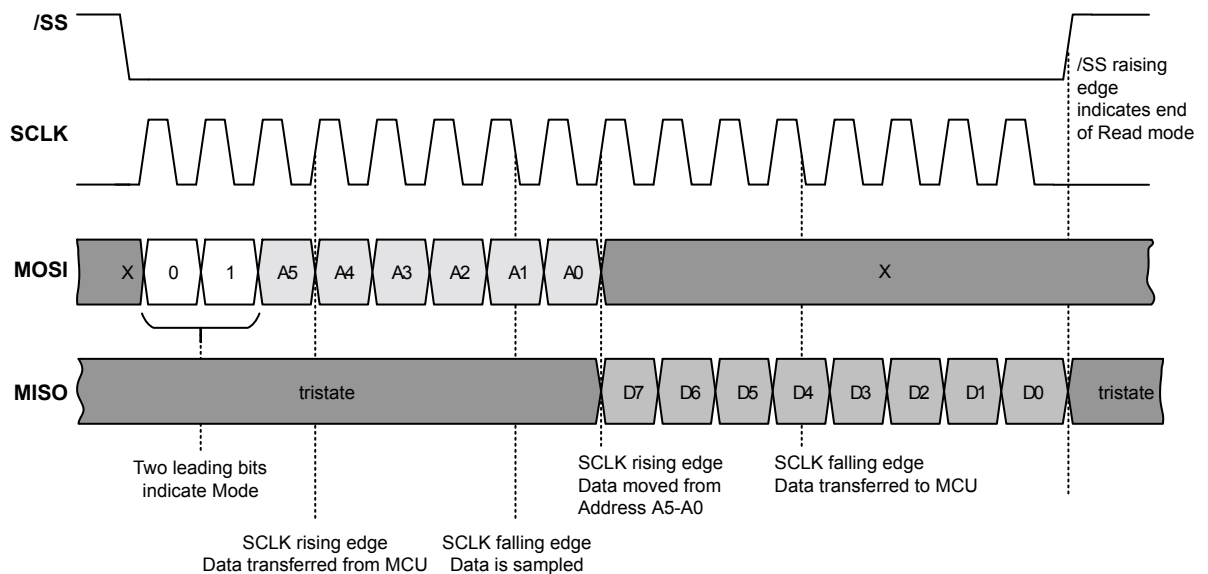 /SS
/SS raising
edge
indicates end
of Read mode
SCLK
MOSI
X
0
1
A5
A4
A3
A2
A1
A0
X
MISO
tristate
D7
D6
D5
D4
D3
D2
D1
D0
tristate
Two leading bits
indicate Mode
SCLK rising edge
Data moved from
Address A5-A0
SCLK falling edge
Data transferred to MCU
SCLK rising edge
Data transferred from MCU
SCLK falling edge
Data is sampled